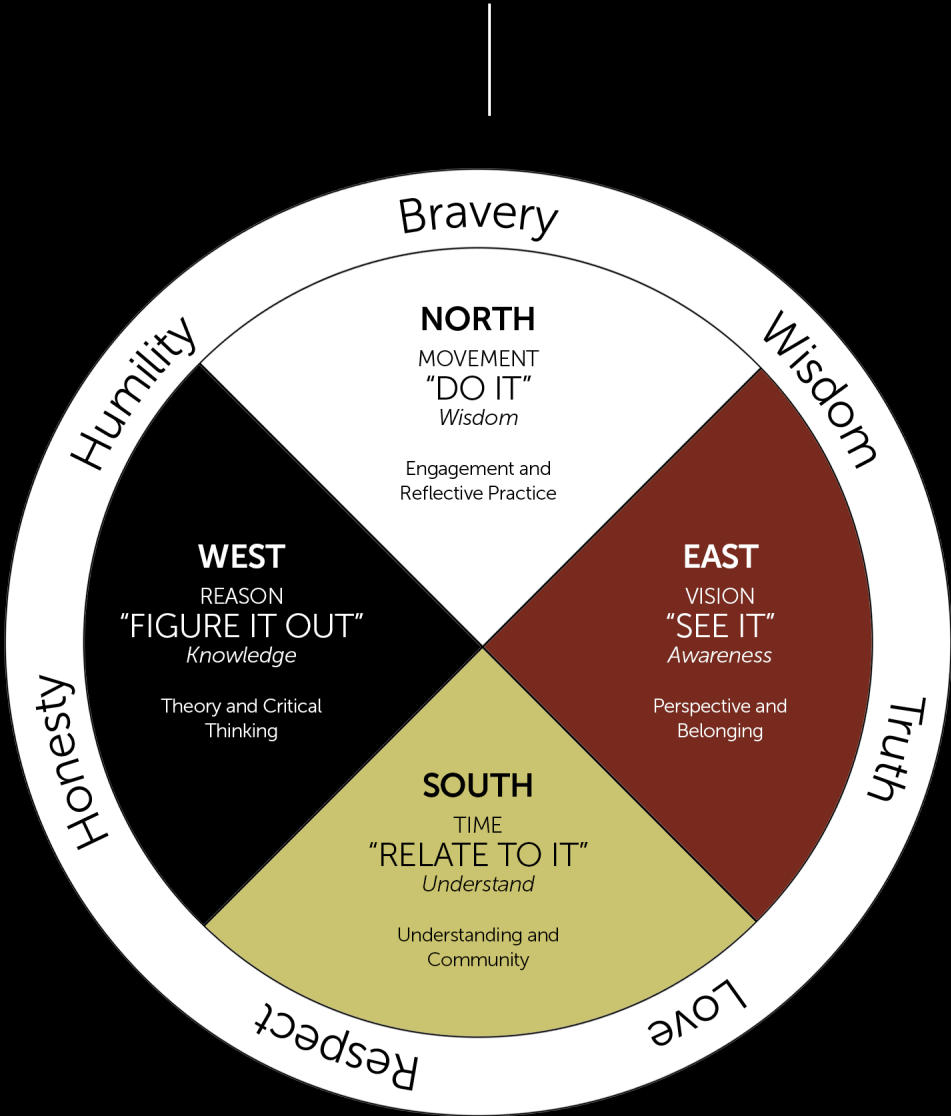 Bravery
Wisdom
Truth
Love
Respect
Honesty
Humility
NORTH
MOVEMENT
“DO IT”
Wisdom
Engagement and
Reflective Practice
EAST
VISION
“SEE IT”
Awareness
Perspective and
Belonging
SOUTH
TIME
“RELATE TO IT”
Understand
Understanding and
Community
WEST
REASON
“FIGURE IT OUT”
Knowledge
Theory and Critical
Thinking